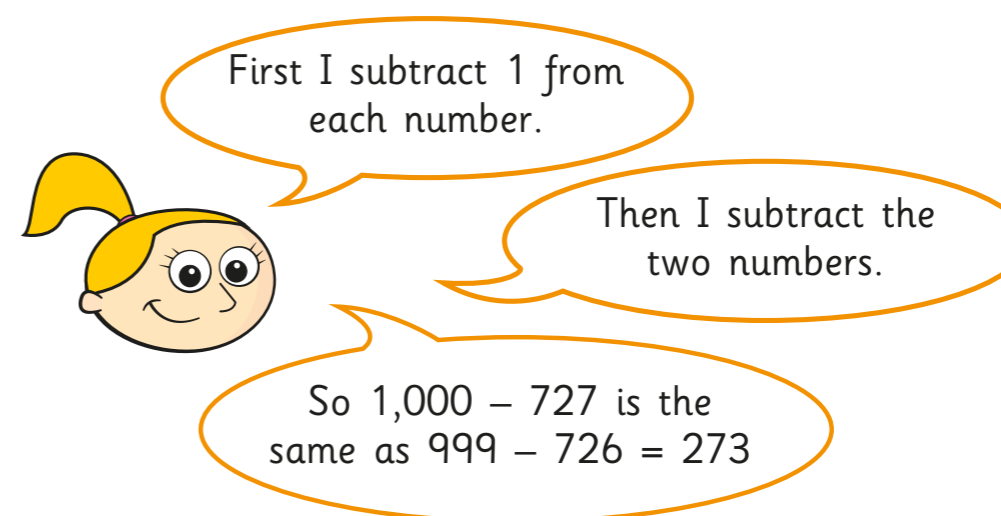 First I subtract 1 from
each number.
Then I subtract the
two numbers.
So 1,000 – 727 is the
same as 999 – 726 = 273